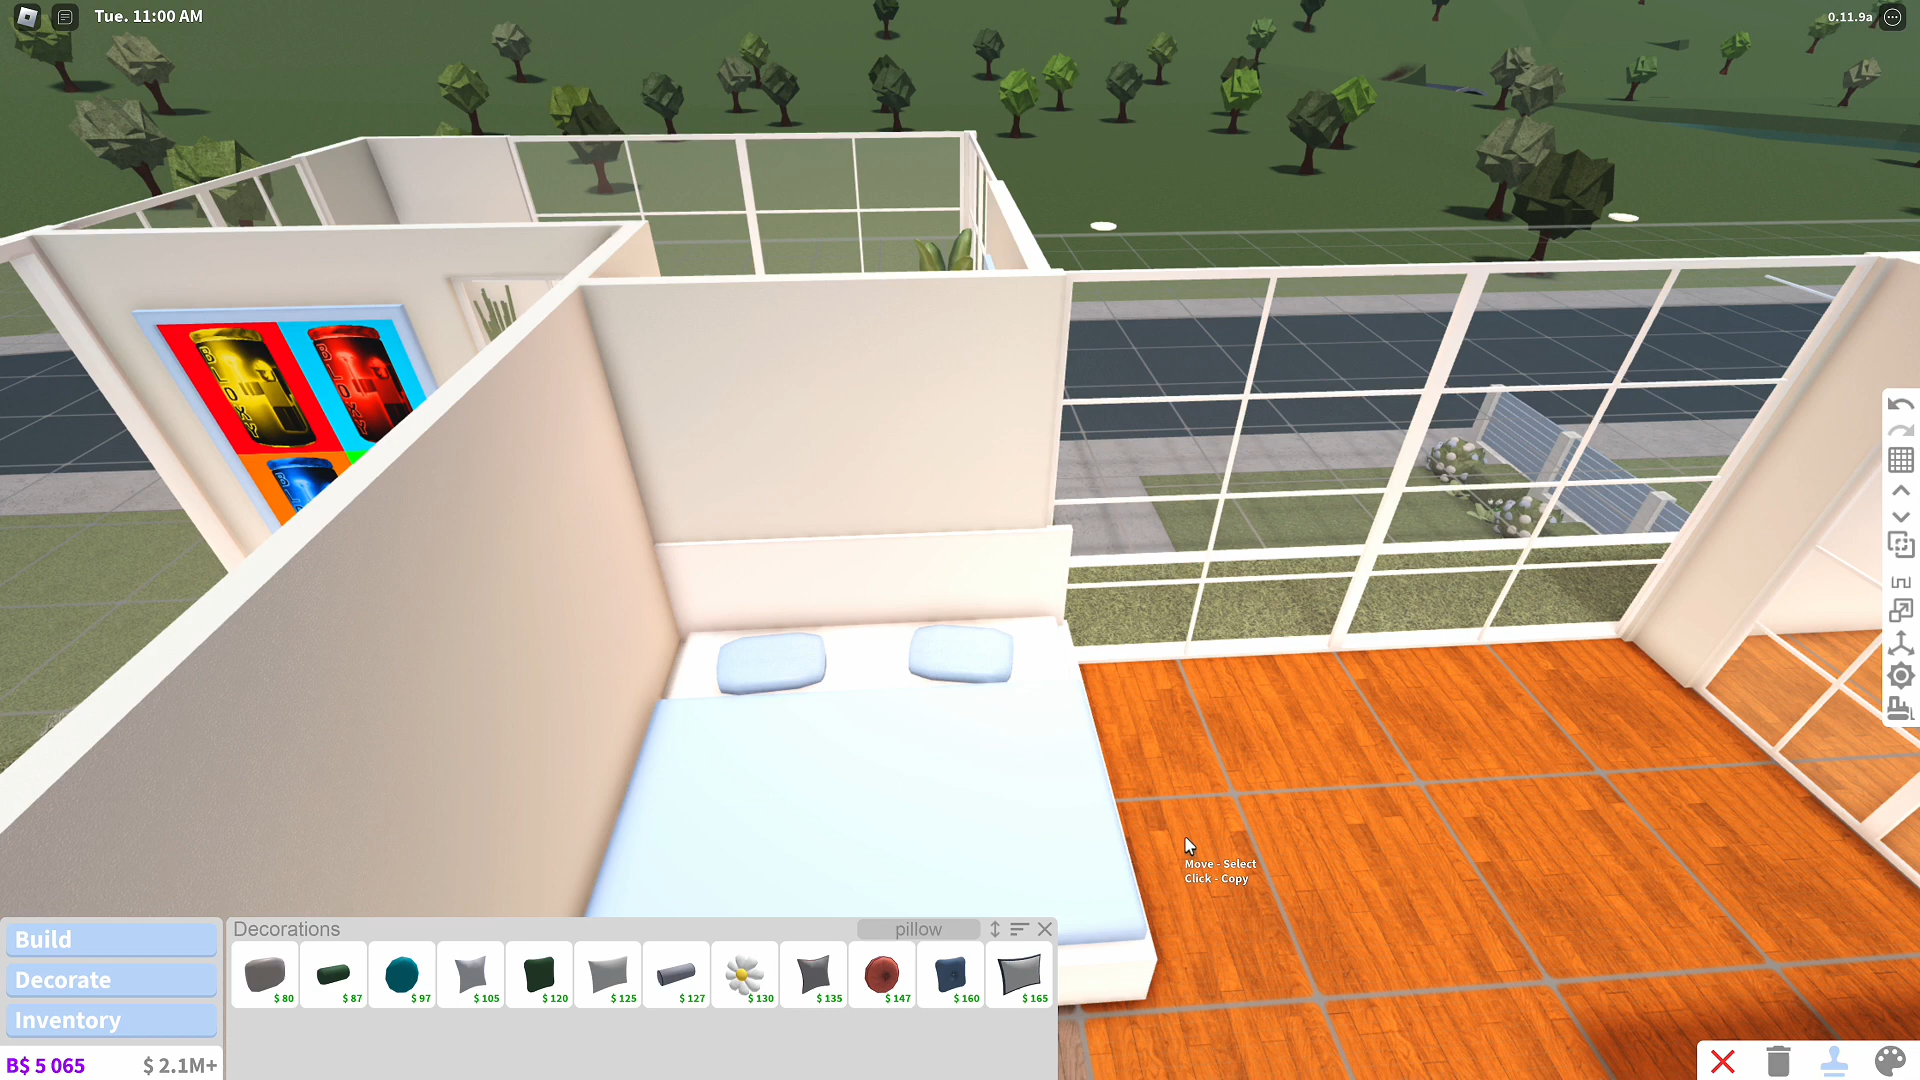 Tue. 11:00 AM
0.11.9a
Move - Select
Click - Copy
Build
Decorate
Inventory
B$ 5 065
$ 2.1M+
Decorations
pillow
$ 80
$ 87
$ 97
$ 105
$ 120
$ 125
$ 127
$ 130
$ 135
$ 147
$ 160
$ 165